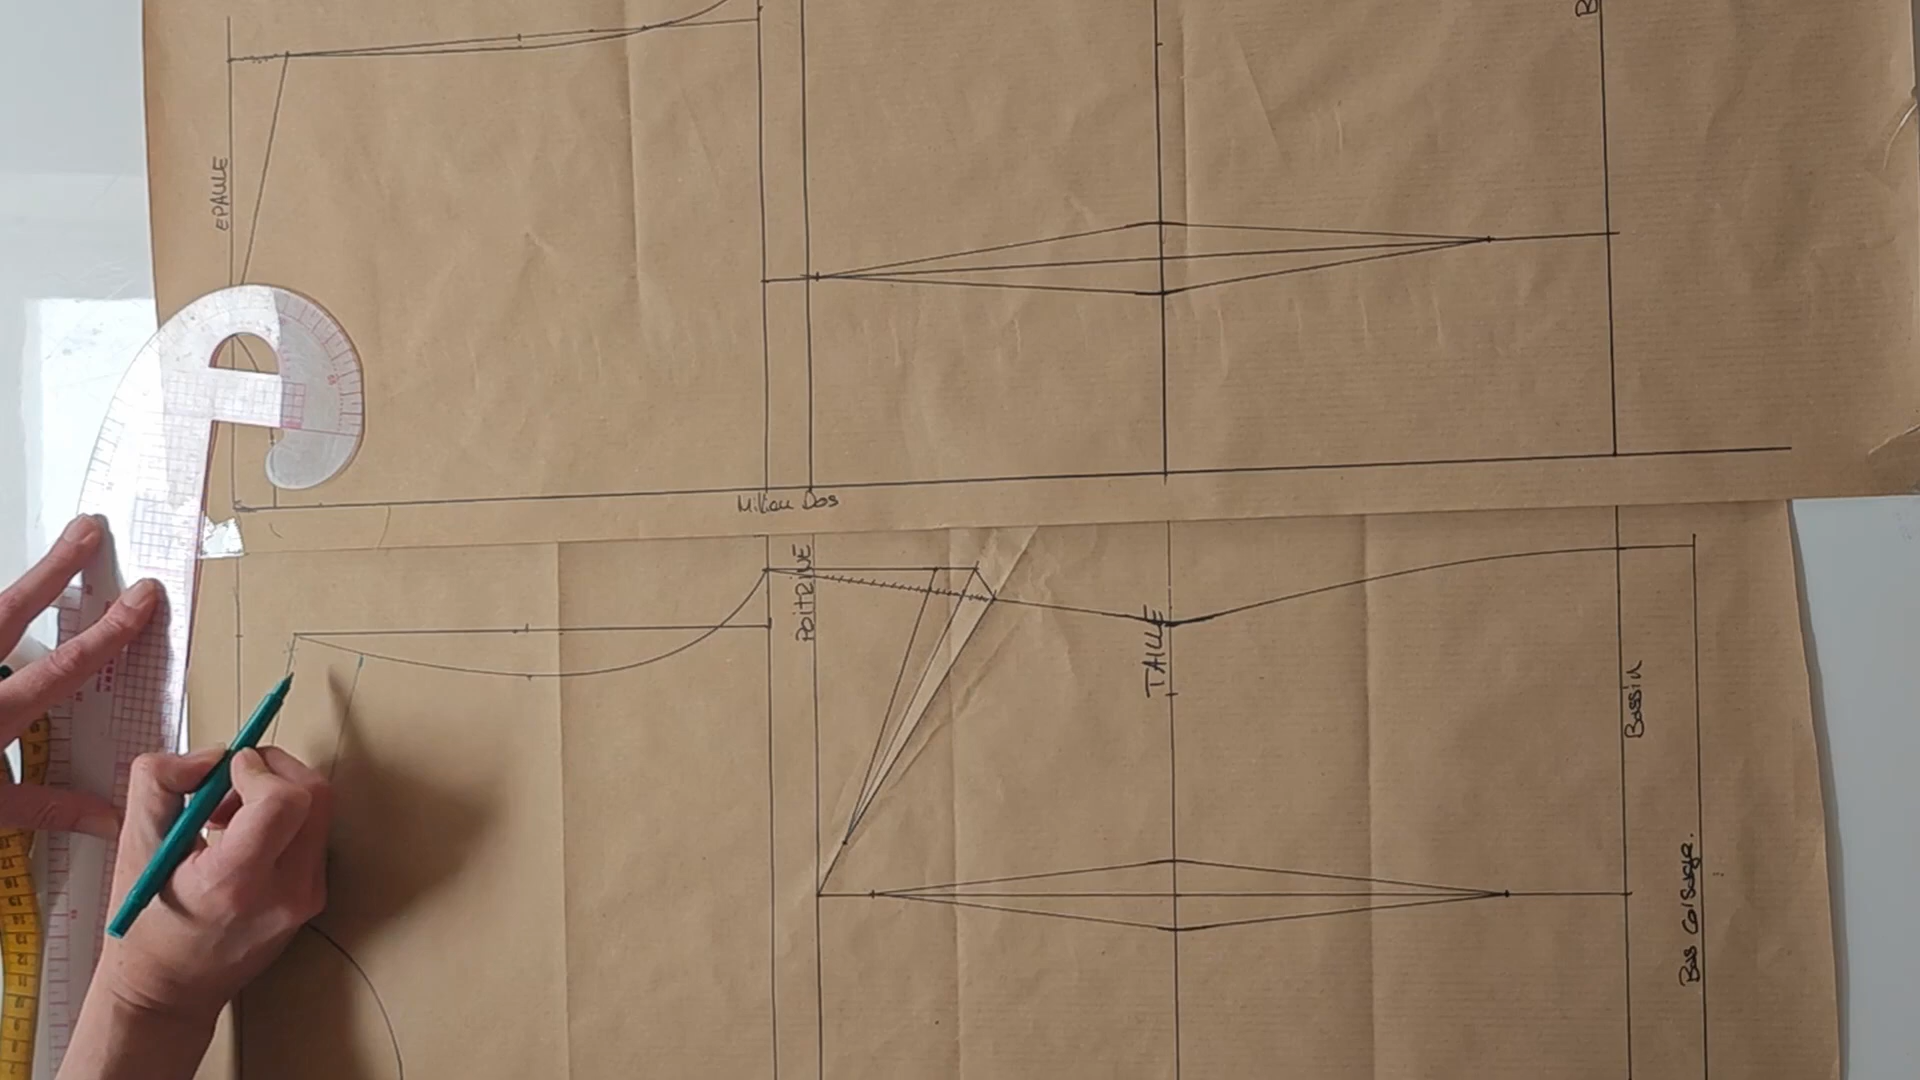 EPAULE
B
Milieu Dos
POITRINE
TAILLE
Bassin
Bas Corsage.